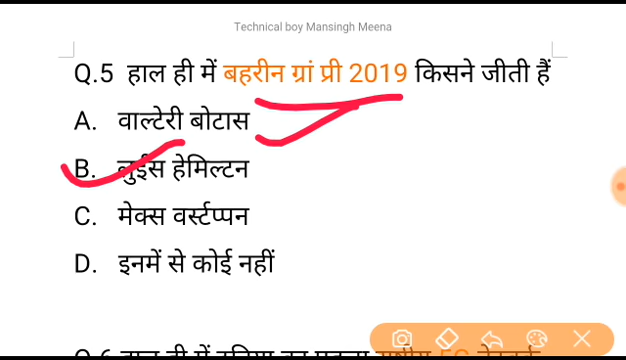 Technical boy Mansingh Meena
Q.5 हाल ही में बहरीन ग्रां प्री 2019 किसने जीती हैं
A. वाल्टेरी बोटास
B. लुईस हेमिल्टन
C. मेक्स वर्स्टप्पन
D. इनमें से कोई नहीं